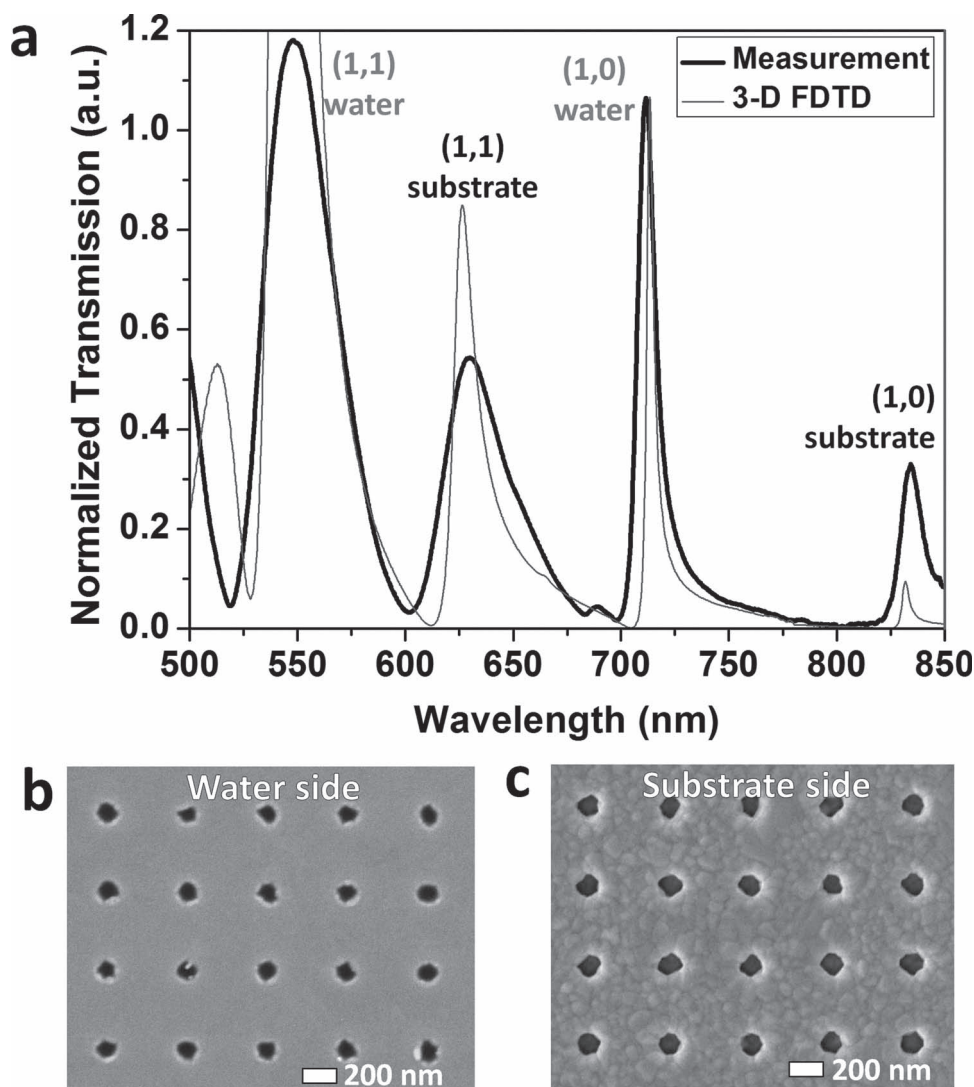 a
Normalized Transmission (a.u.)
1.2
1.0
0.8
0.6
0.4
0.2
0.0
(1,1)
water
(1,1)
substrate
(1,0)
water
(1,0)
substrate
Measurement
3-D FDTD
500 550 600 650 700 750 800 850
Wavelength (nm)
b
Water side
200 nm
c
Substrate side
200 nm